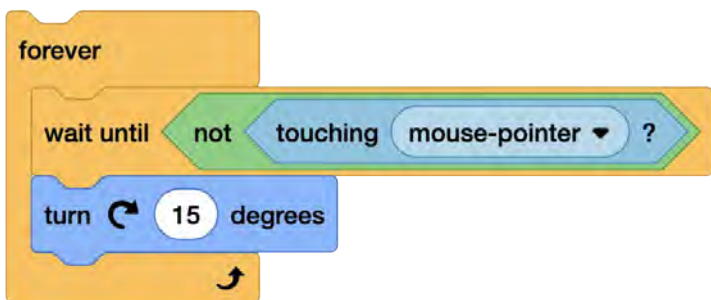 forever
wait until not touching mouse-pointer ?
turn 15 degrees